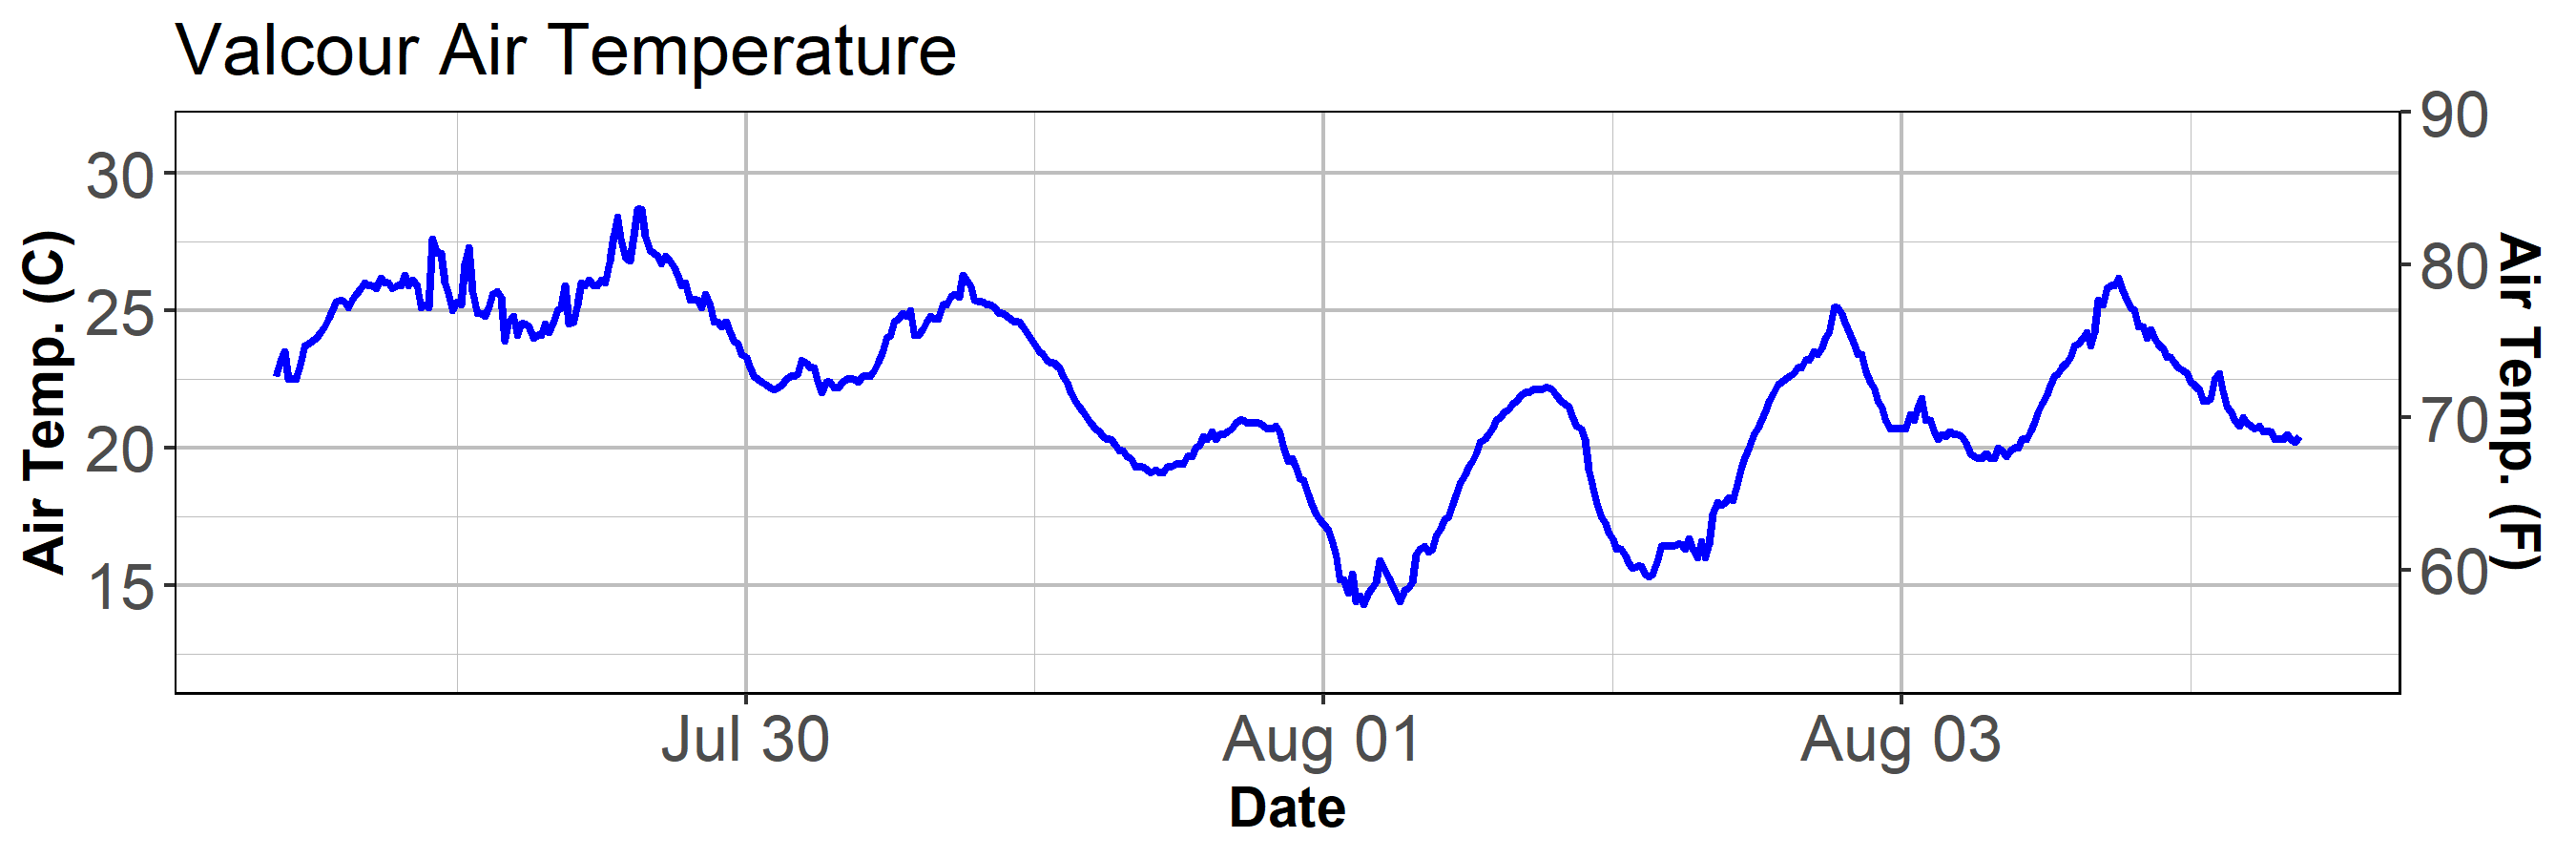 Valcour Air Temperature
Air Temp. (C)
30
25
20
15
90
80
70
60
Air Temp. (F)
Jul 30
Aug 01
Aug 03
Date